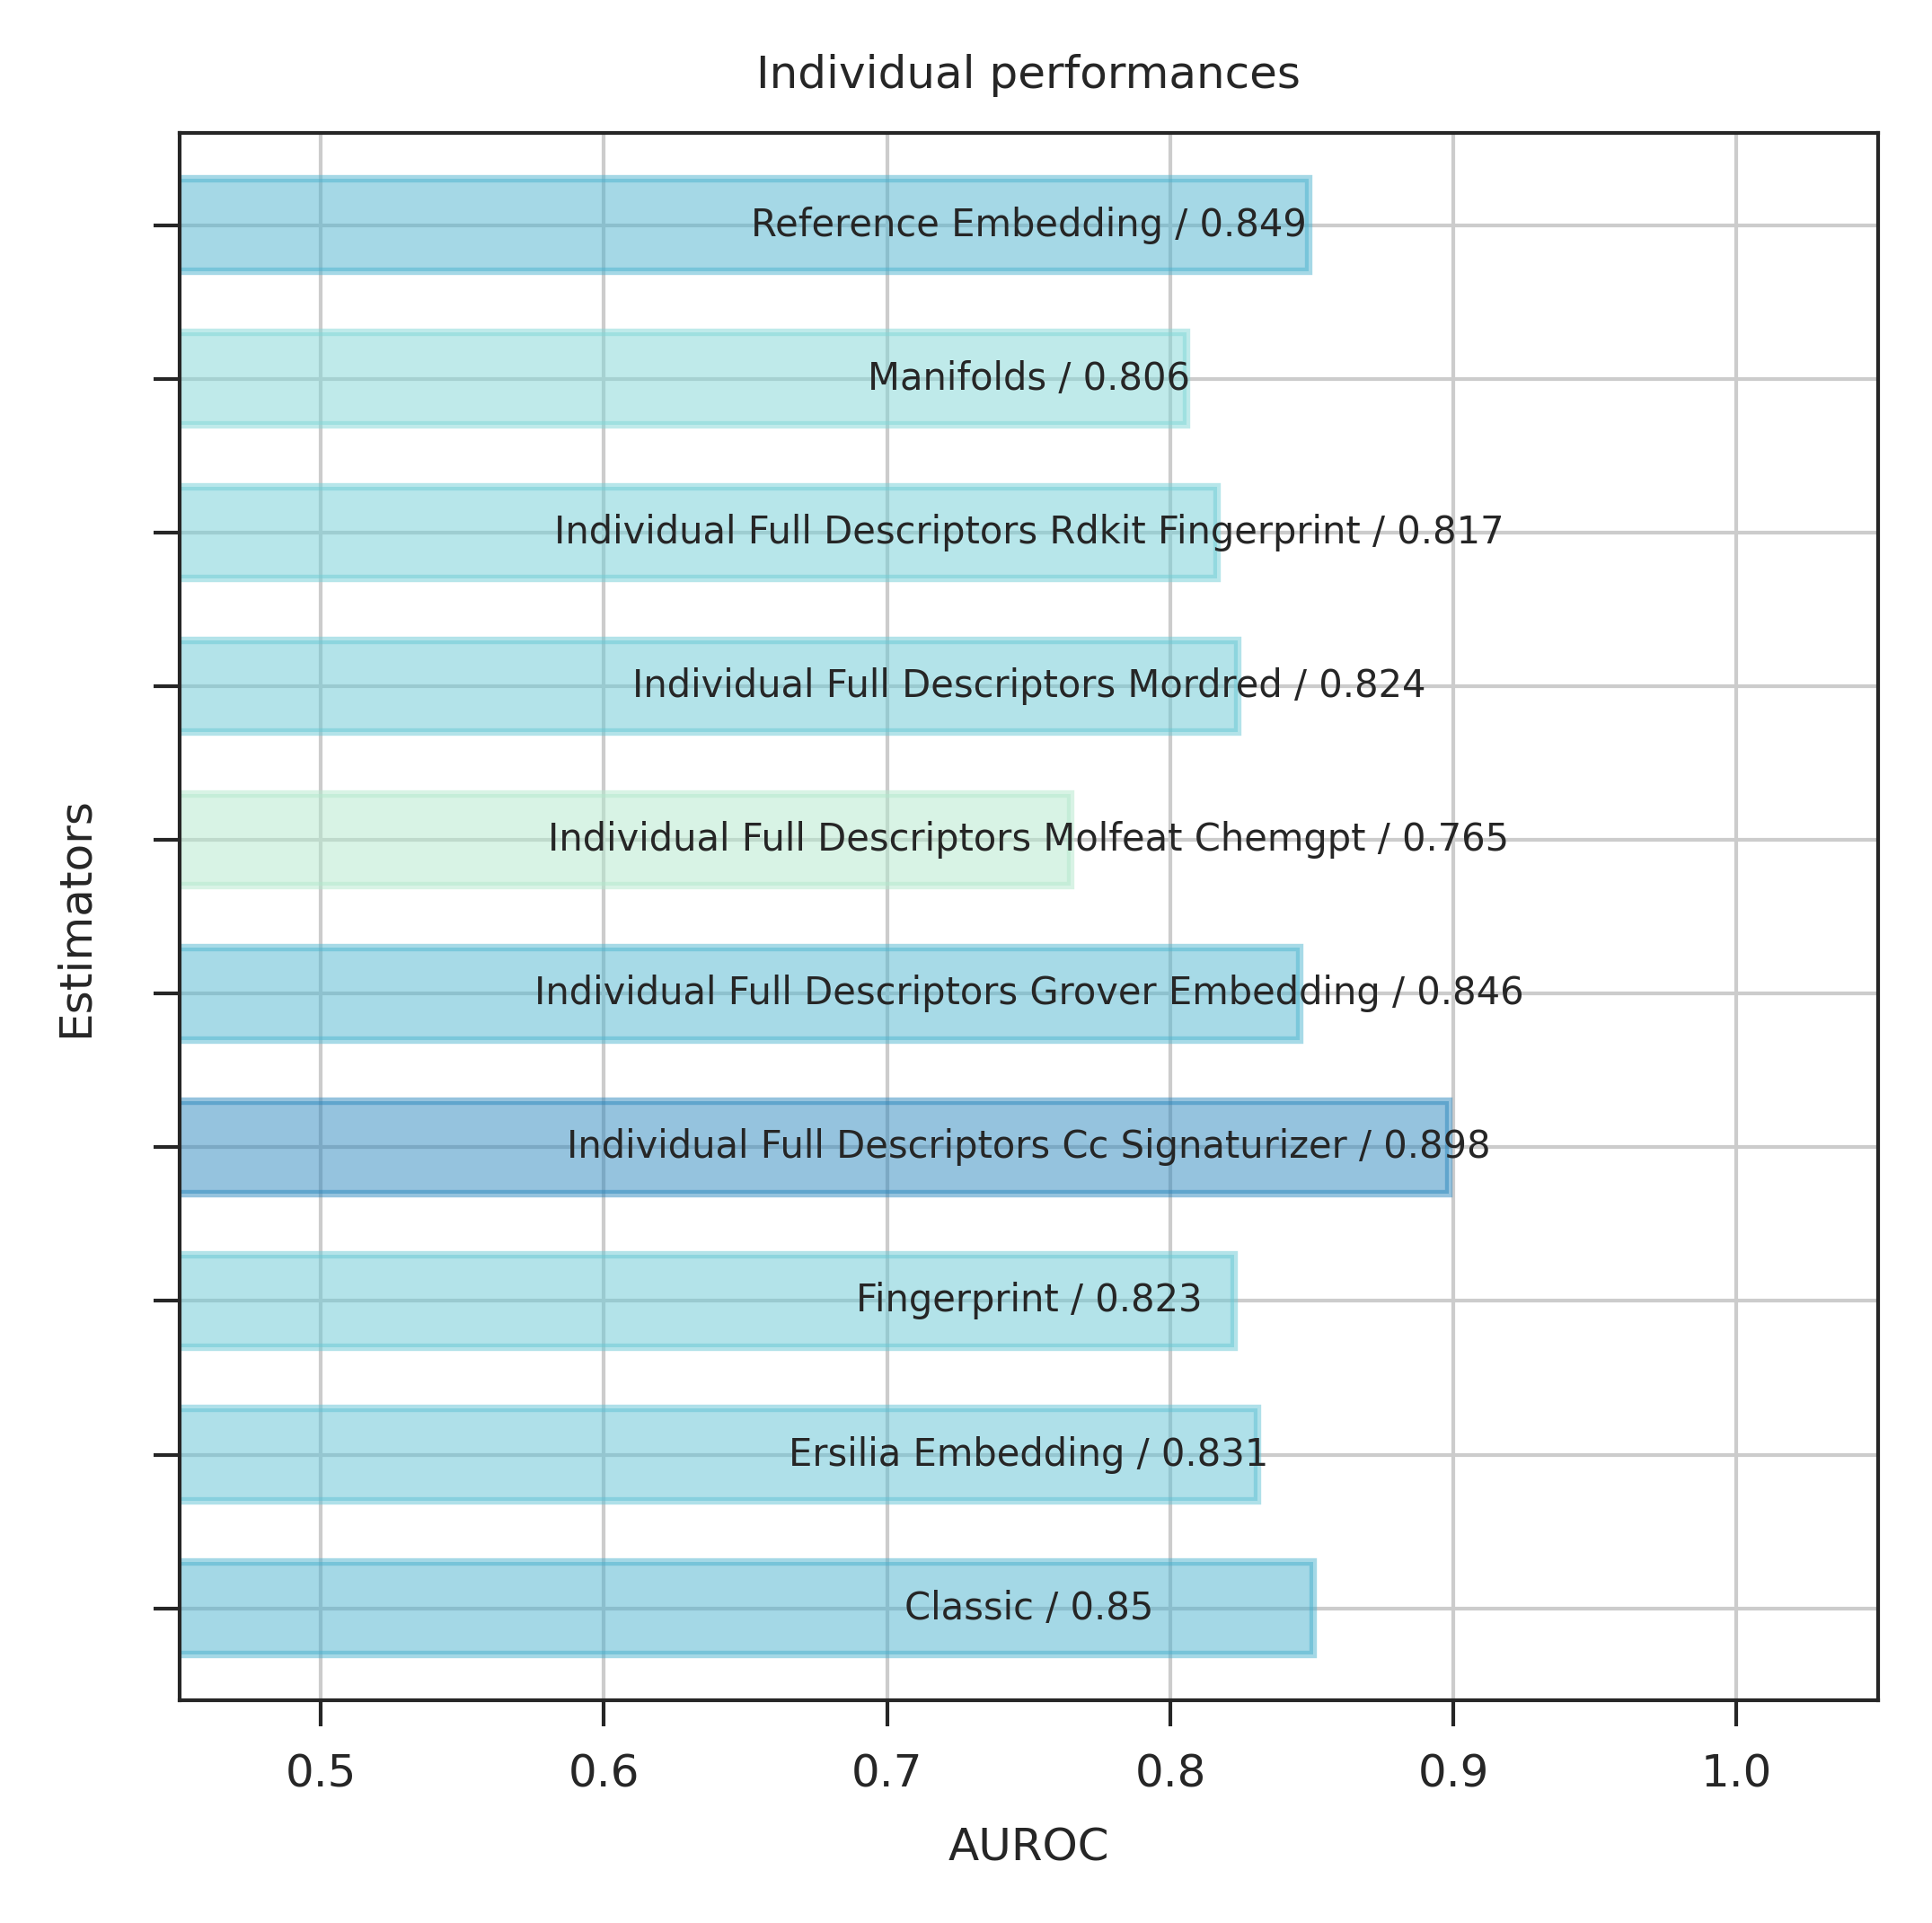 Individual performances
Reference Embedding / 0.849
Manifolds / 0.806
Individual Full Descriptors Rdkit Fingerprint / 0.817
Individual Full Descriptors Mordred / 0.824
Individual Full Descriptors Molfeat Chemgpt / 0.765
Individual Full Descriptors Grover Embedding / 0.846
Individual Full Descriptors Cc Signaturizer / 0.898
Fingerprint / 0.823
Ersilia Embedding / 0.831
Classic / 0.85
Estimators
0.5 0.6 0.7 0.8 0.9 1.0
AUROC